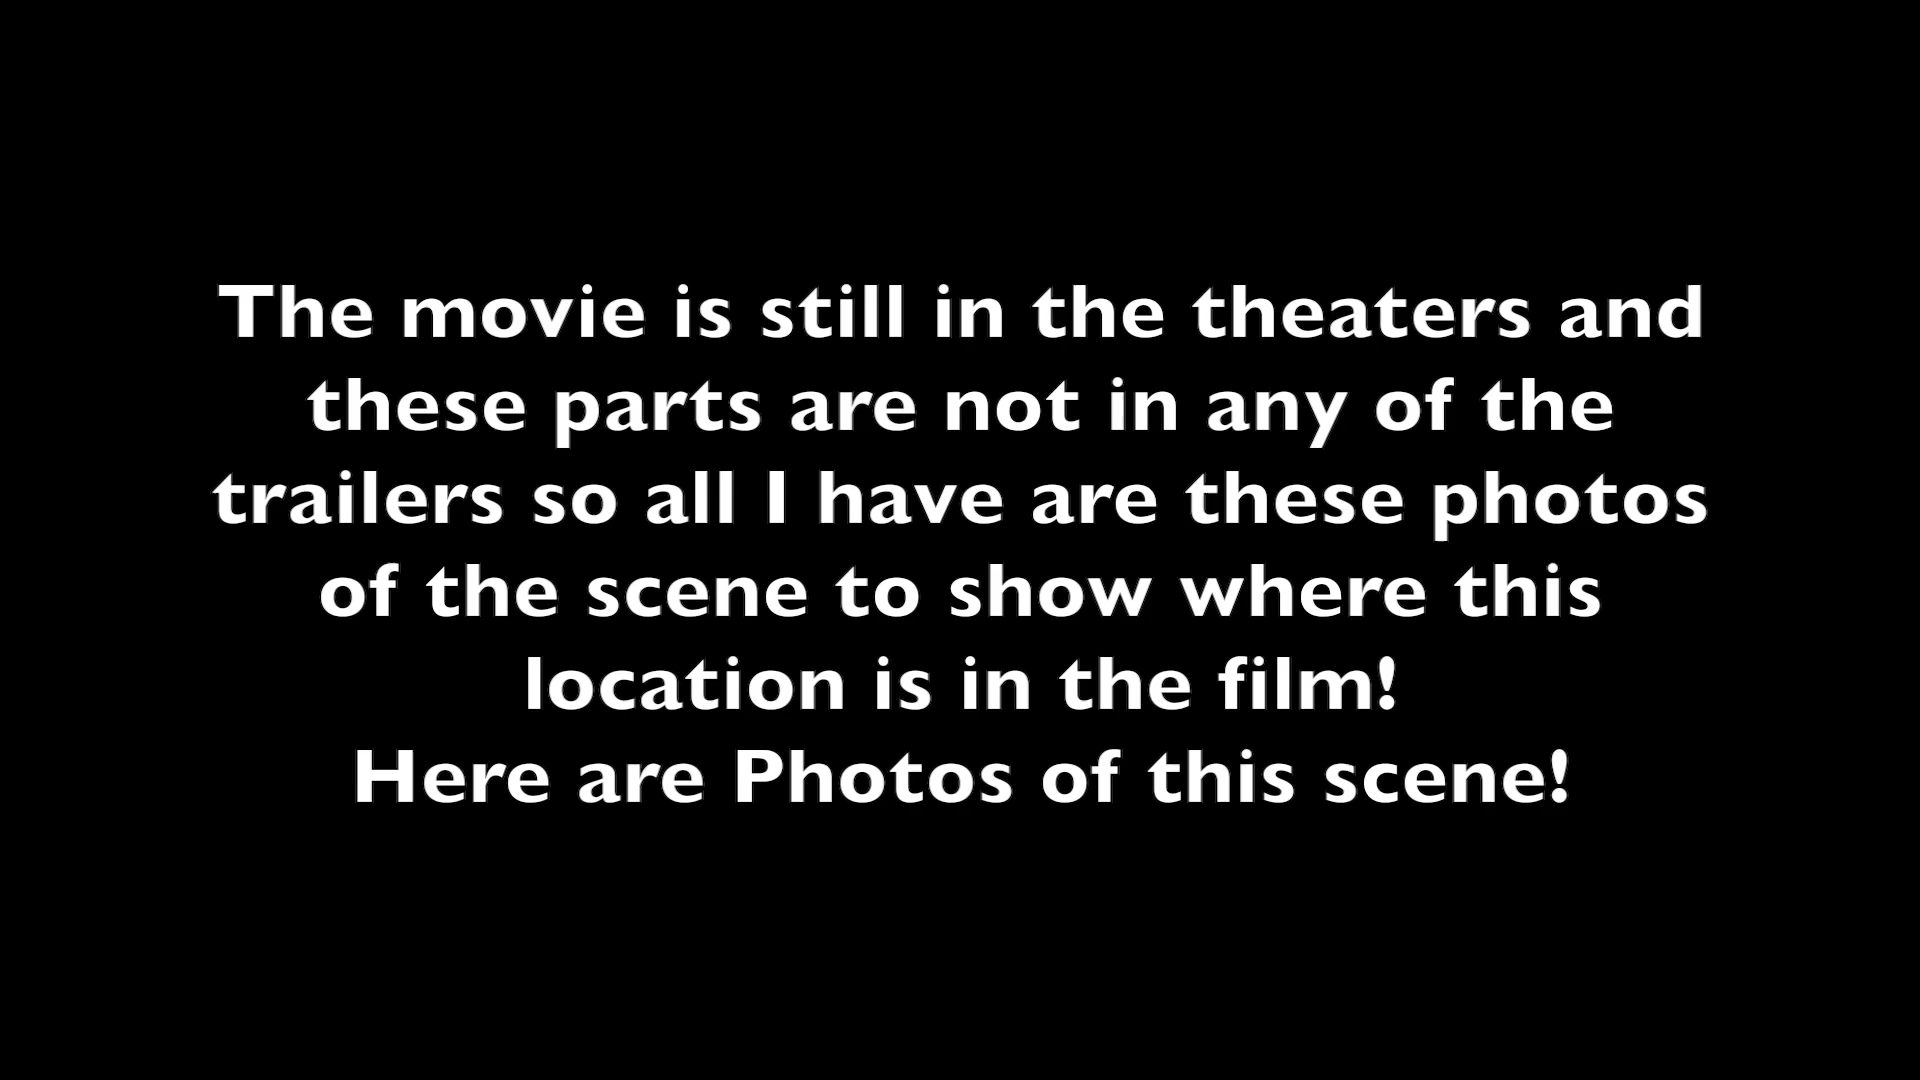 The movie is still in the theaters and
these parts are not in any of the
trailers so all I have are these photos
of the scene to show where this
location is in the film!
Here are Photos of this scene!